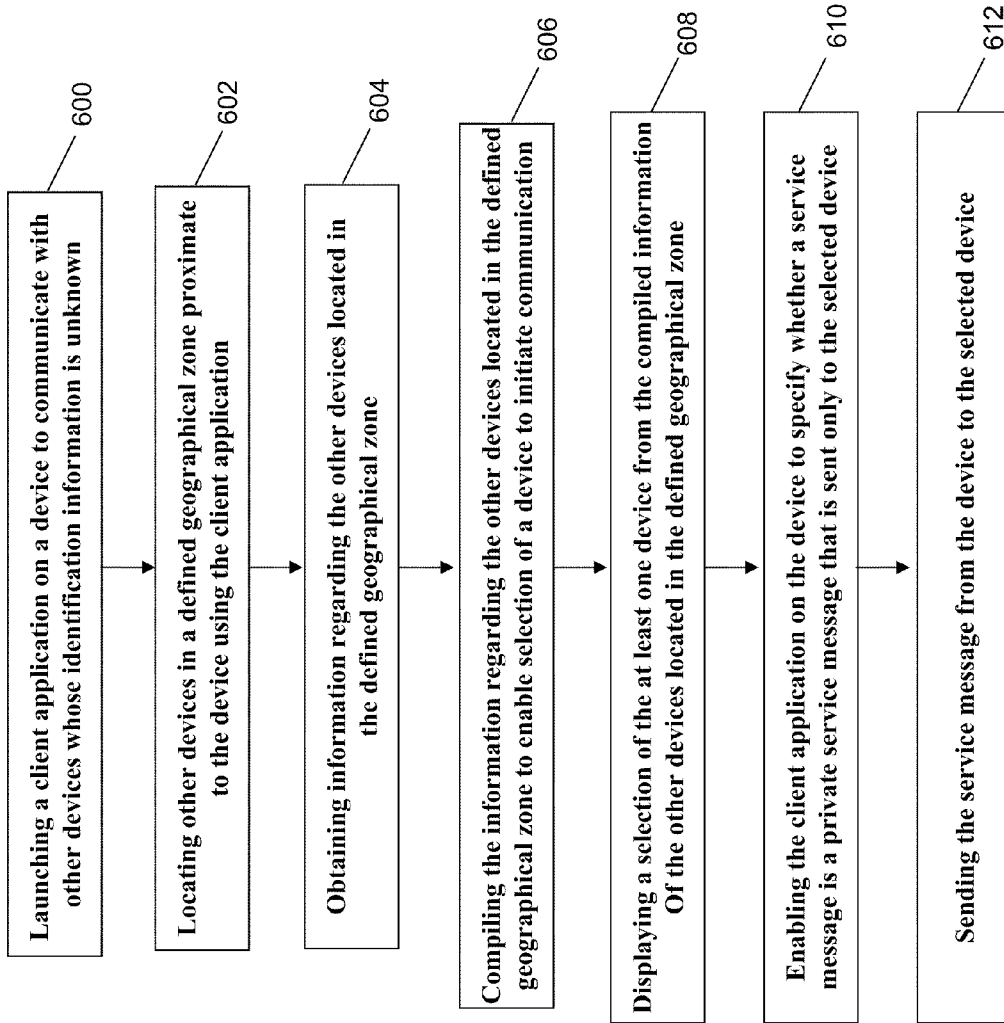 Launching a client application on a device to communicate with
other devices whose identification information is unknown
600
Locating other devices in a defined geographical zone proximate
to the device using the client application
602
Obtaining information regarding the other devices located in
the defined geographical zone
604
Compiling the information regarding the other devices located in the defined
geographical zone to enable selection of a device to initiate communication
606
Displaying a selection of the at least one device from the compiled information
Of the other devices located in the defined geographical zone
608
Enabling the client application on the device to specify whether a service
message is a private service message that is sent only to the selected device
610
Sending the service message from the device to the selected device
612